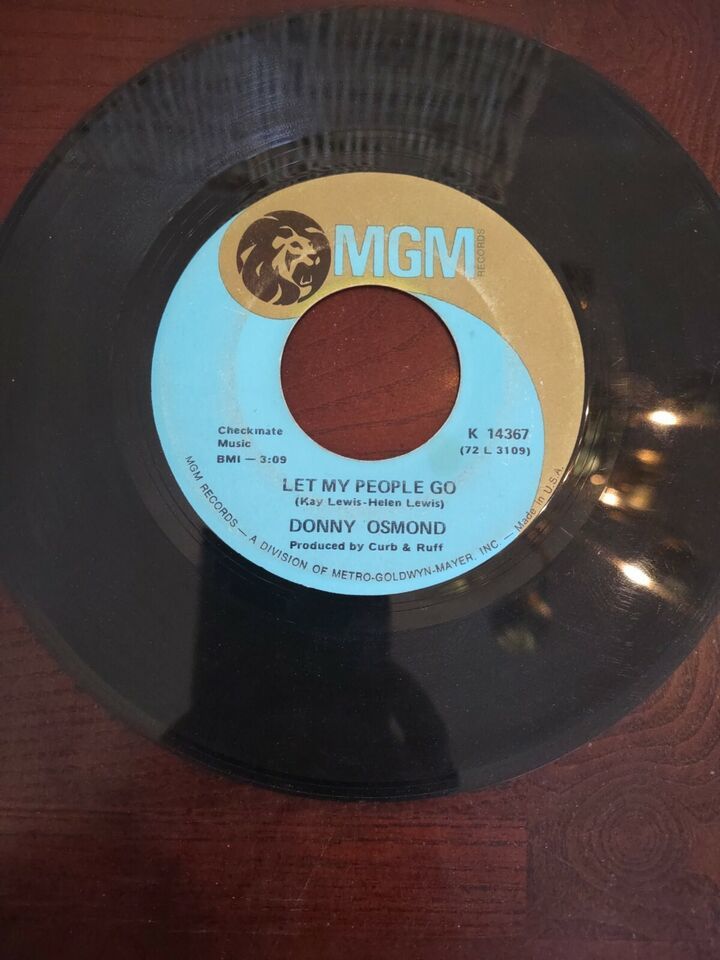 MGM
RECORDS
Checkmate
Music
BMI — 3:09
K 14367
(72 L 3109)
LET MY PEOPLE GO
(Kay Lewis-Helen Lewis)
DONNY OSMOND
Produced by Curb & Ruff
MGM RECORDS — A DIVISION OF METRO-GOLDWYN-MAYER, INC. — Made in U.S.A.